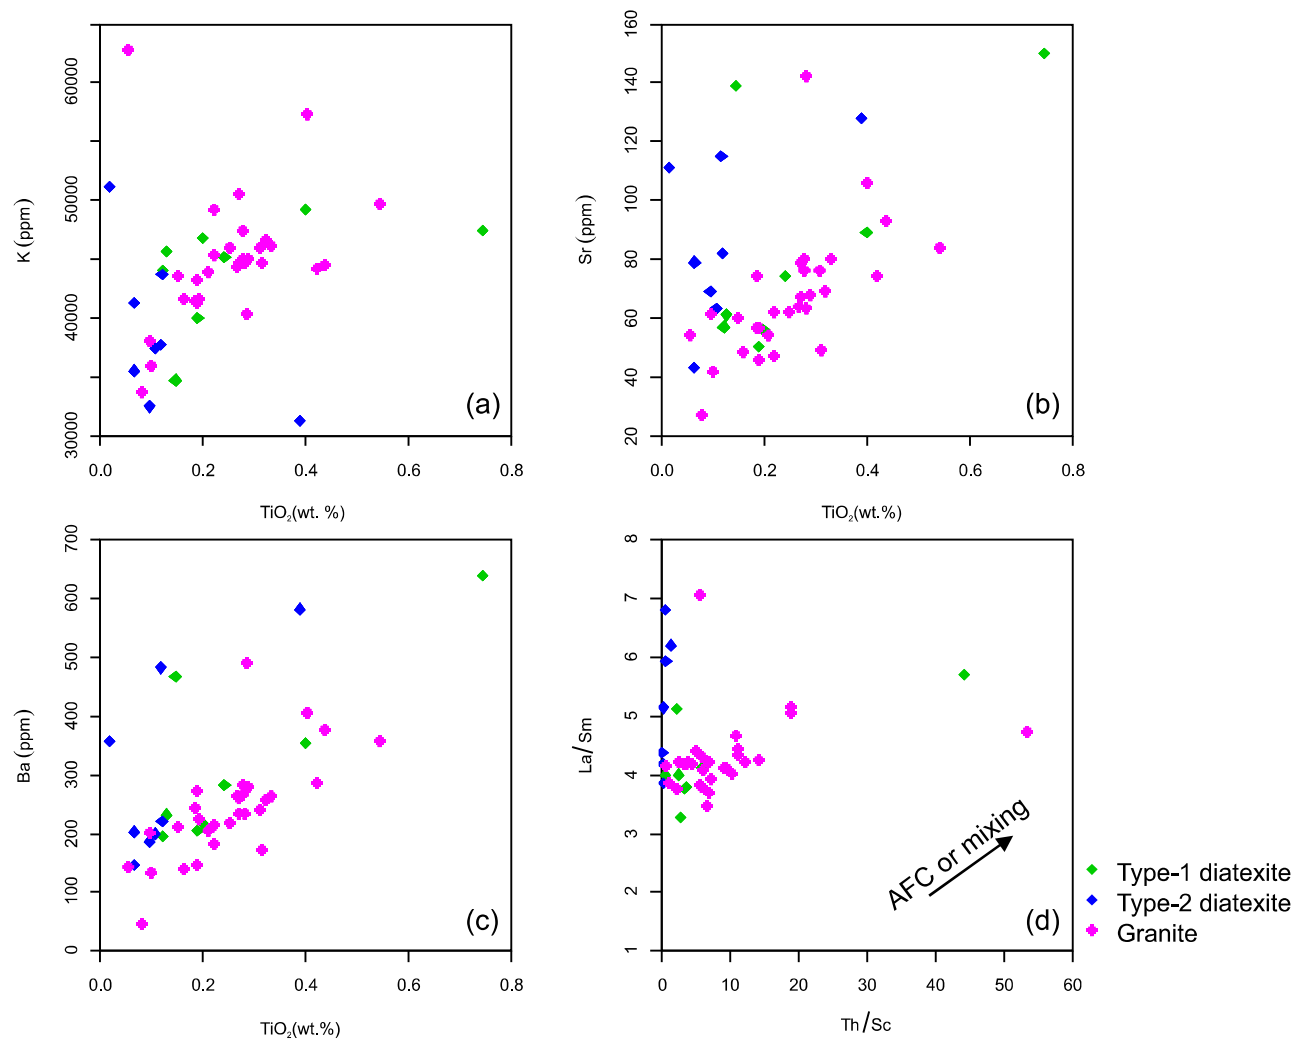 K (ppm)
60000
50000
40000
30000
(a)
0.0 0.2 0.4 0.6 0.8
TiO₂(wt. %)
Sr (ppm)
160
140
120
100
80
60
40
20
(b)
0.0 0.2 0.4 0.6 0.8
TiO₂(wt.%)
Ba (ppm)
700
600
500
400
300
200
100
0
(c)
0.0 0.2 0.4 0.6 0.8
TiO₂(wt.%)
La/Sm
8
7
6
5
4
3
2
1
AFC or mixing
(d)
0 10 20 30 40 50 60
Th/Sc
Type-1 diatexite
Type-2 diatexite
Granite